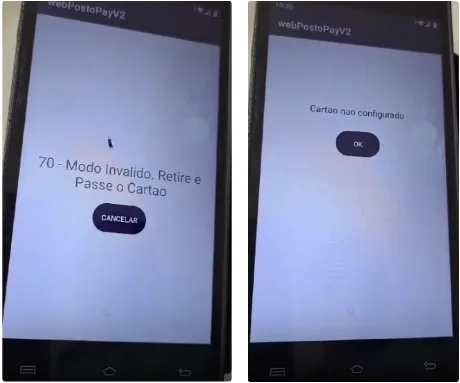 webPostoPayV2
70 - Modo Invalido. Retire e
Passe o Cartao
CANCELAR
webPostoPayV2
Cartao nao configurado
OK